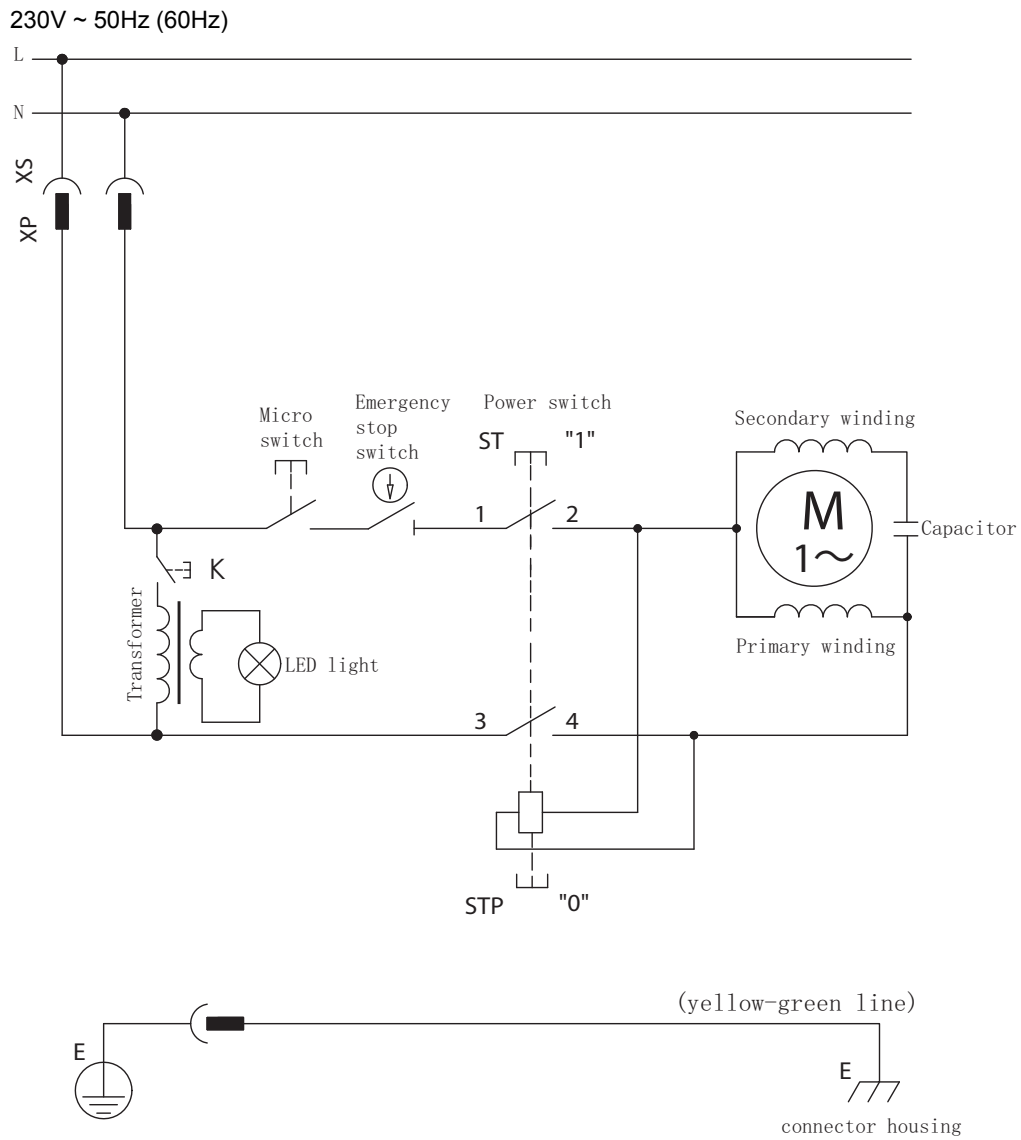 230V ~ 50Hz (60Hz)
L
N
XS
XP
Micro
switch
Emergency
stop
switch
Power switch
ST "1"
1 2
Secondary winding
M
1~
Capacitor
Primary winding
K
Transformer
LED light
3 4
STP "0"
(yellow-green line)
E
E
connector housing